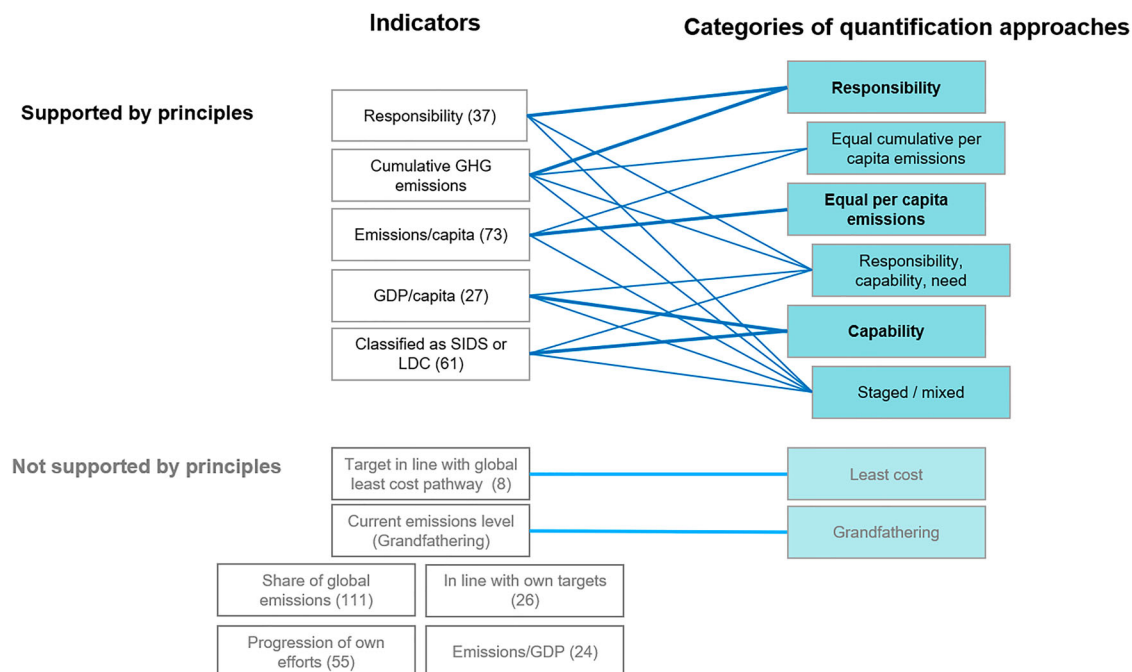 Indicators
Categories of quantification approaches
Supported by principles
Responsibility (37)
Cumulative GHG
emissions
Emissions/capita (73)
GDP/capita (27)
Classified as SIDS or
LDC (61)
Responsibility
Equal cumulative per
capita emissions
Equal per capita
emissions
Responsibility,
capability, need
Capability
Staged / mixed
Not supported by principles
Target in line with global
least cost pathway (8)
Least cost
Current emissions level
(Grandfathering)
Grandfathering
Share of global
emissions (111)
In line with own targets
(26)
Progression of own
efforts (55)
Emissions/GDP (24)